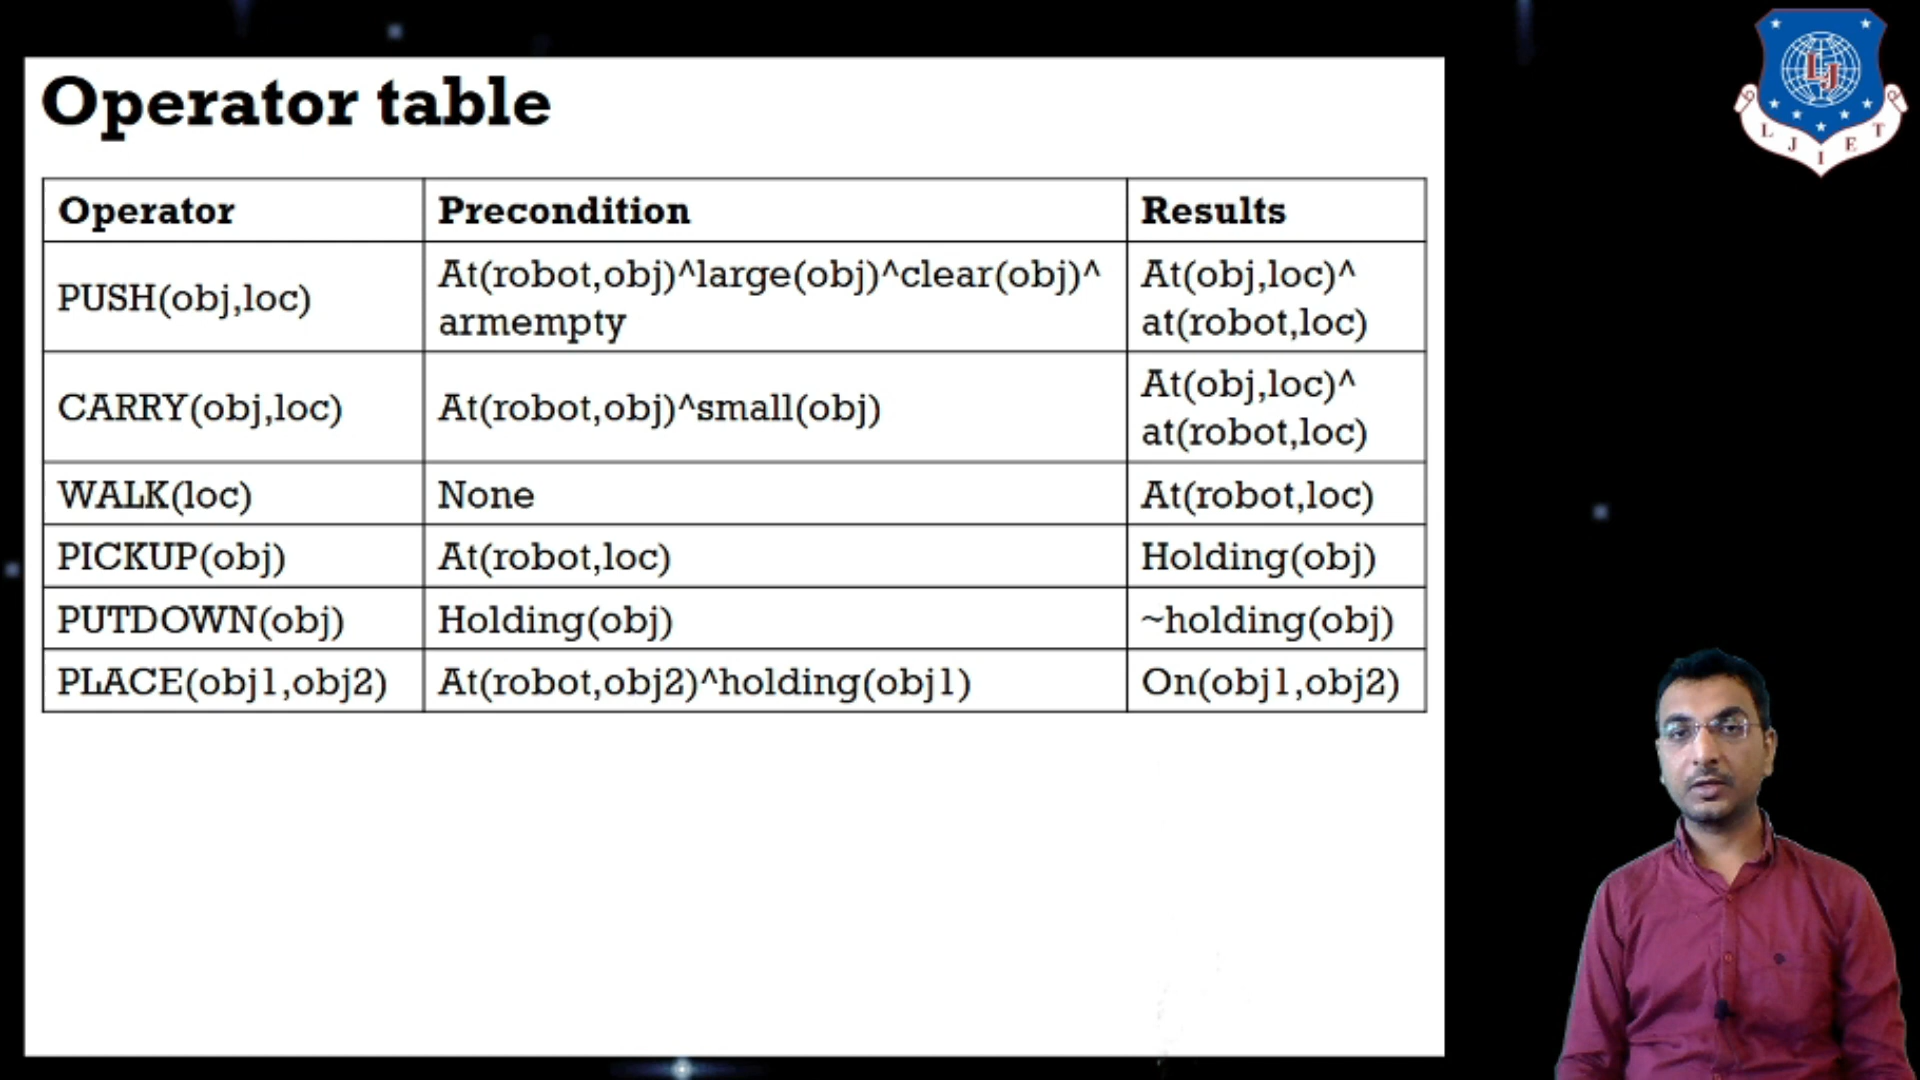 Operator table
Operator Precondition Results
PUSH(obj,loc) At(robot,obj)^large(obj)^clear(obj)^ At(obj,loc)^
armempty at(robot,loc)
CARRY(obj,loc) At(robot,obj)^small(obj) At(obj,loc)^
at(robot,loc)
WALK(loc) None At(robot,loc)
PICKUP(obj) At(robot,loc) Holding(obj)
PUTDOWN(obj) Holding(obj) ~holding(obj)
PLACE(obj1,obj2) At(robot,obj2)^holding(obj1) On(obj1,obj2)
LJ
L J I E T